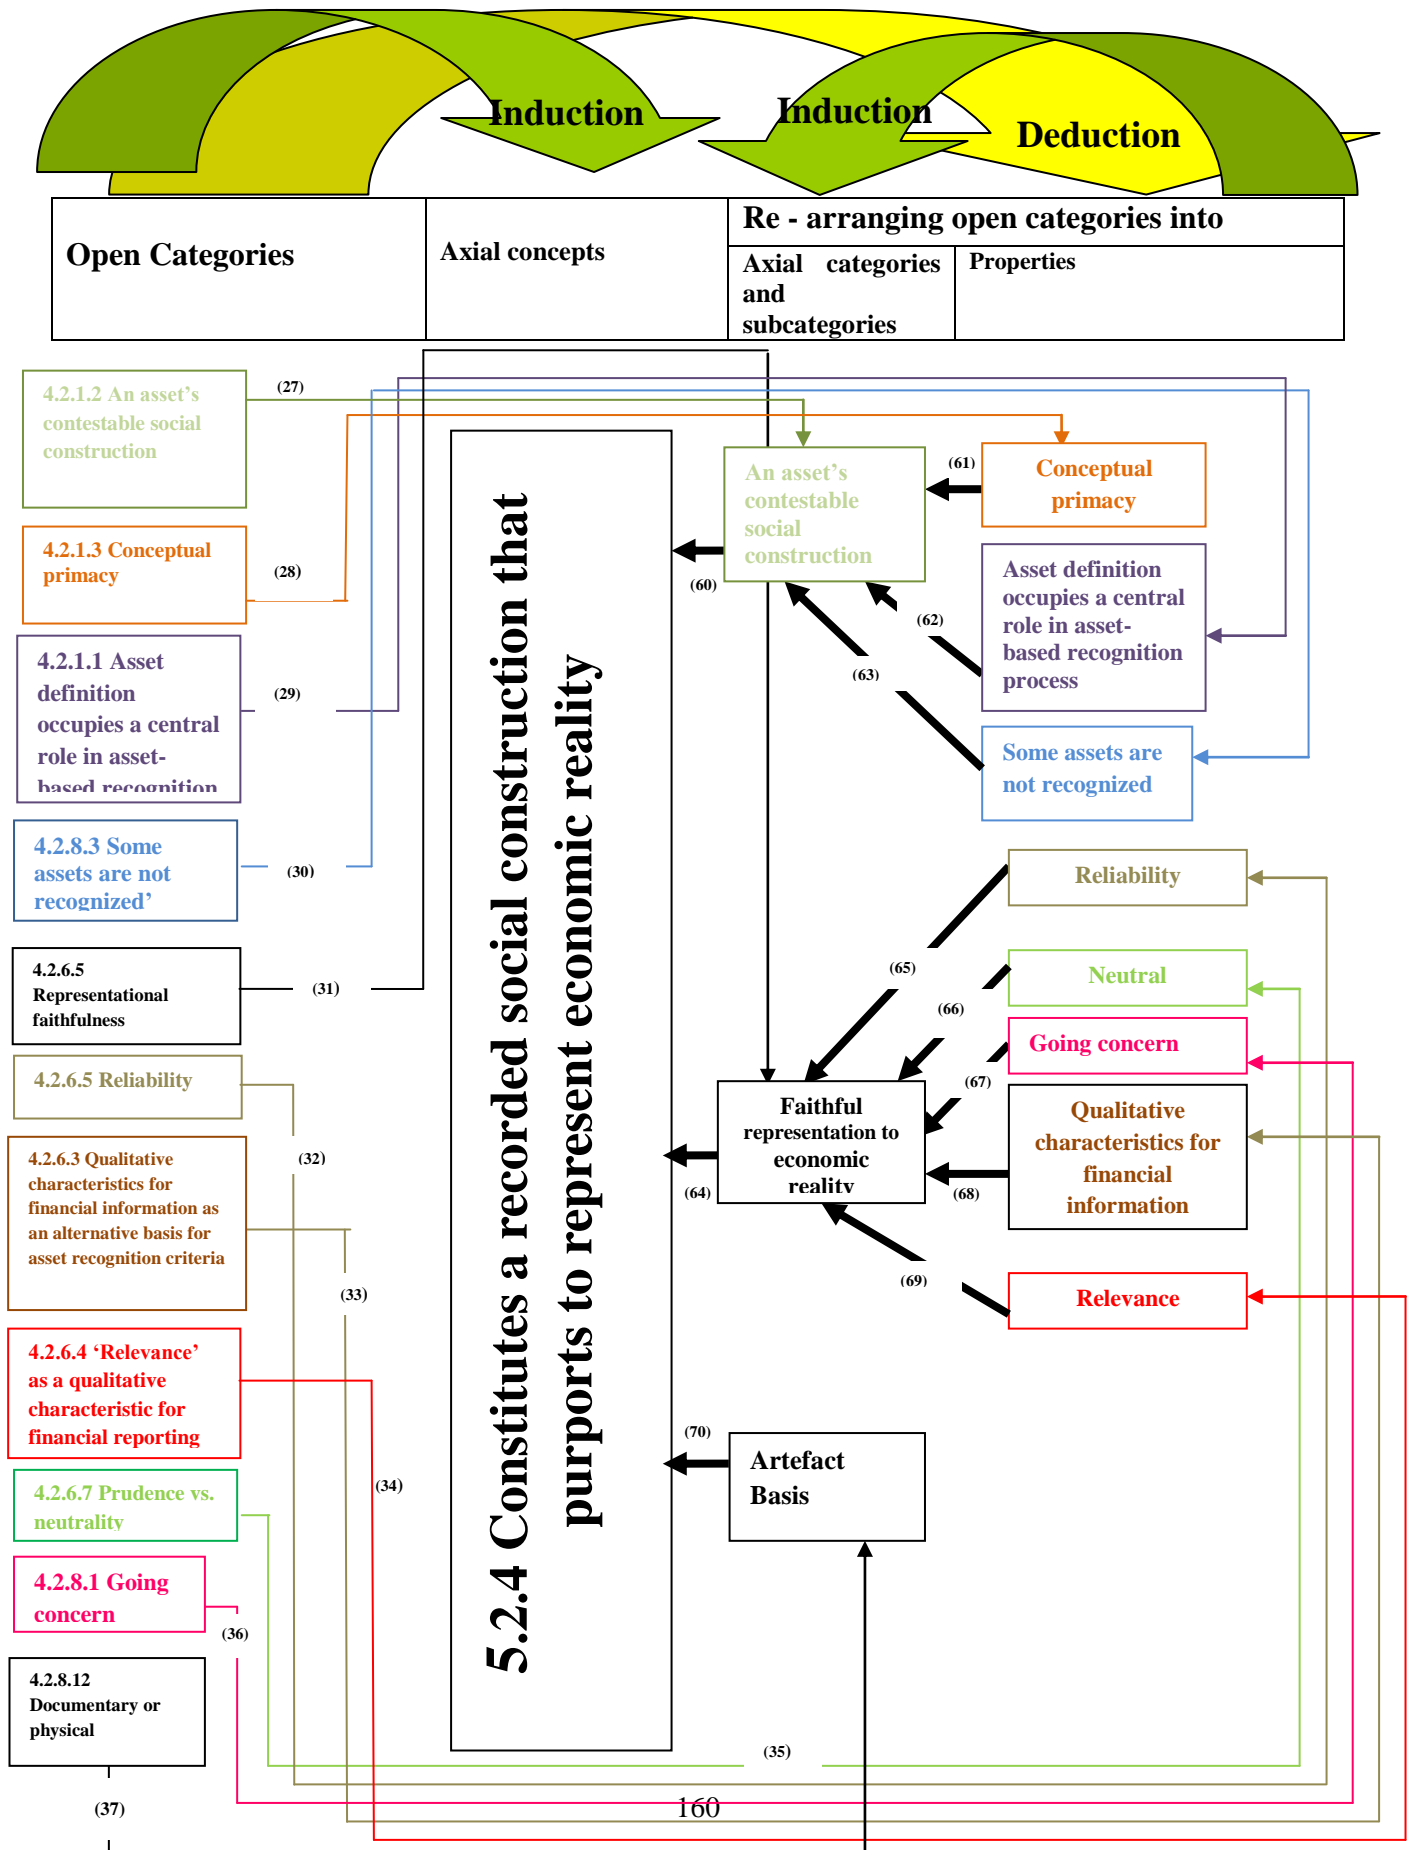 Induction
Induction
Deduction
Open Categories
Axial concepts
Re - arranging open categories into
Axial categories
and
subcategories
Properties
4.2.1.2 An asset’s
contestable social
construction
(27)
4.2.1.3 Conceptual
primacy
(28)
4.2.1.1 Asset
definition
occupies a central
role in asset-
based recognition
(29)
4.2.8.3 Some
assets are not
recognized’
(30)
4.2.6.5
Representational
faithfulness
(31)
4.2.6.5 Reliability
(32)
4.2.6.3 Qualitative
characteristics for
financial information as
an alternative basis for
asset recognition criteria
(33)
4.2.6.4 ‘Relevance’
as a qualitative
characteristic for
financial reporting
(34)
4.2.6.7 Prudence vs.
neutrality
(35)
4.2.8.1 Going
concern
(36)
4.2.8.12
Documentary or
physical
(37)
5.2.4 Constitutes a recorded social construction that
purports to represent economic reality
An asset’s
contestable
social
construction
(60)
(61)
Conceptual
primacy
(62)
Asset definition
occupies a central
role in asset-
based recognition
process
(63)
Some assets are
not recognized
Reliability
(65)
Neutral
(66)
Going concern
(67)
Faithful
representation to
economic
reality
(64)
(68)
Qualitative
characteristics for
financial
information
(69)
Relevance
(70)
Artefact
Basis
160